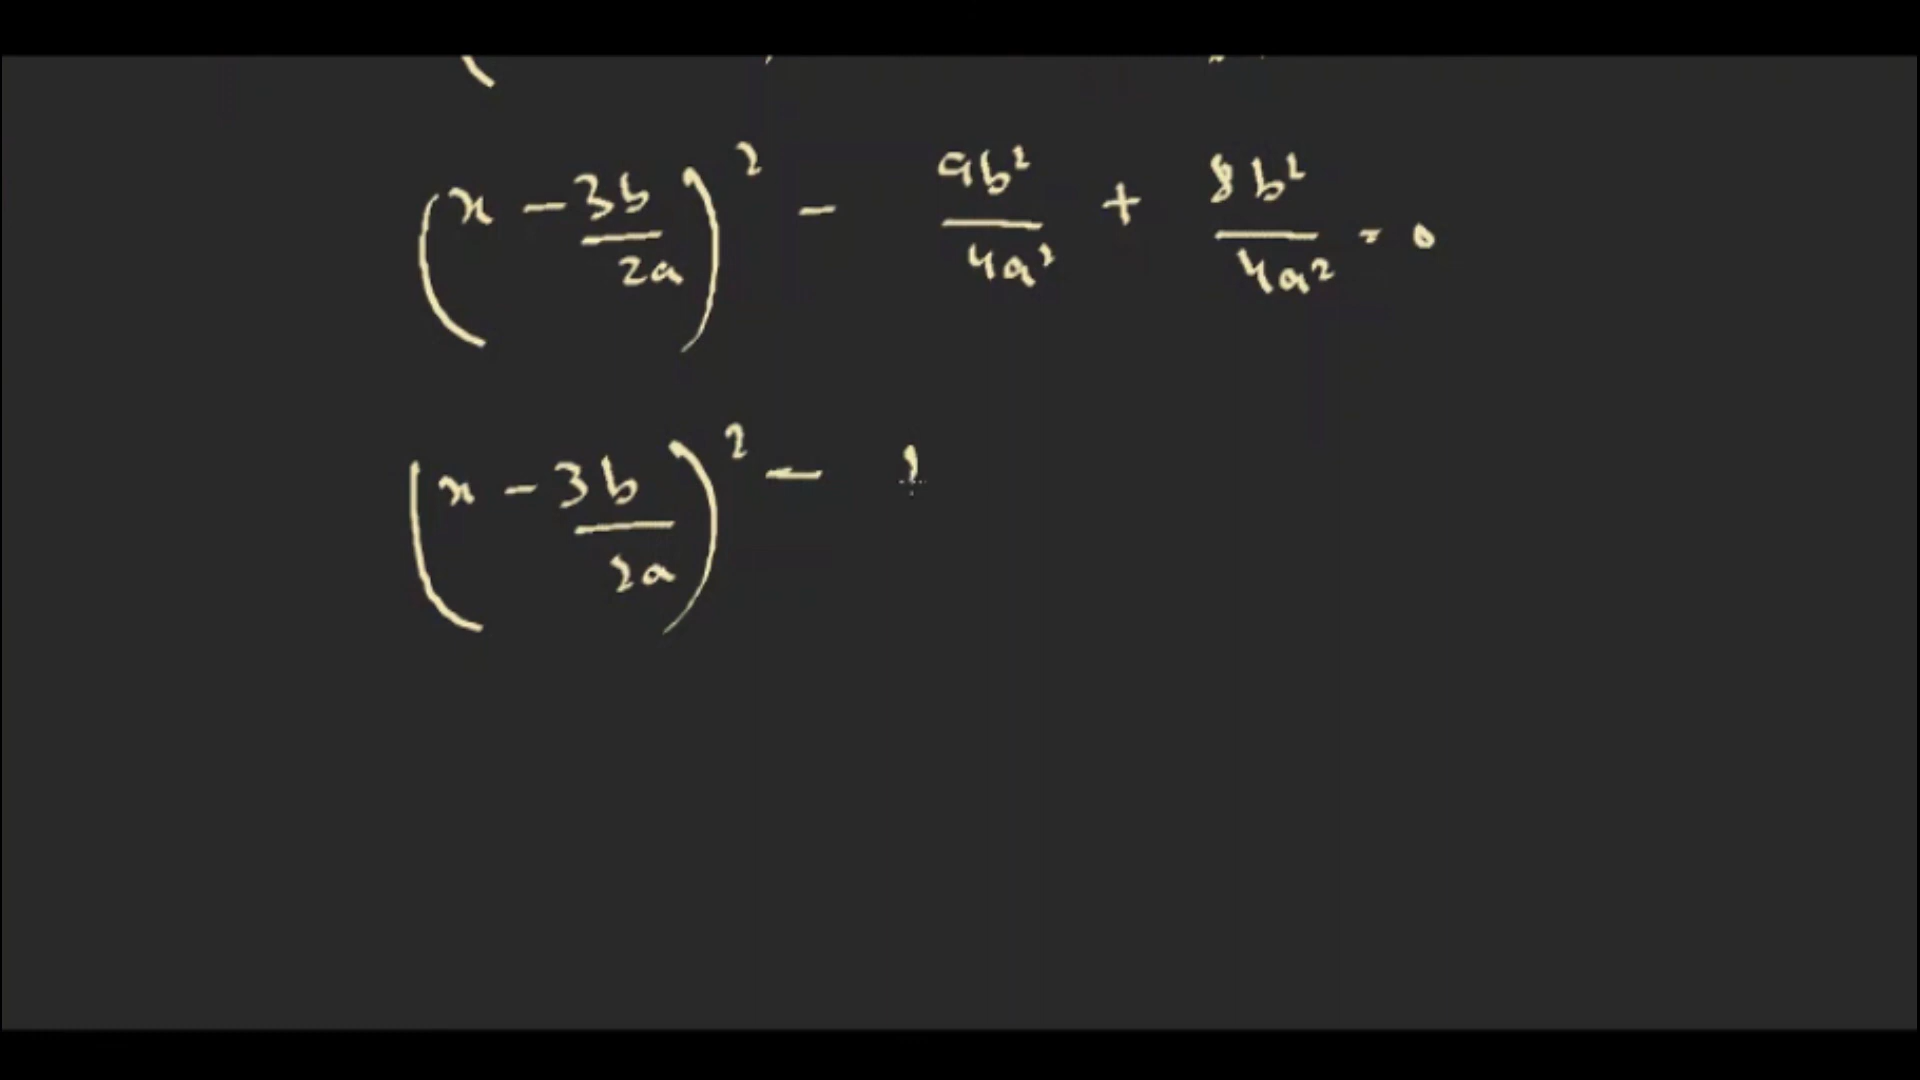 (x - 3b/2a)² - 9b²/4a² + 8b²/4a² = 0
(x - 3b/2a)² -